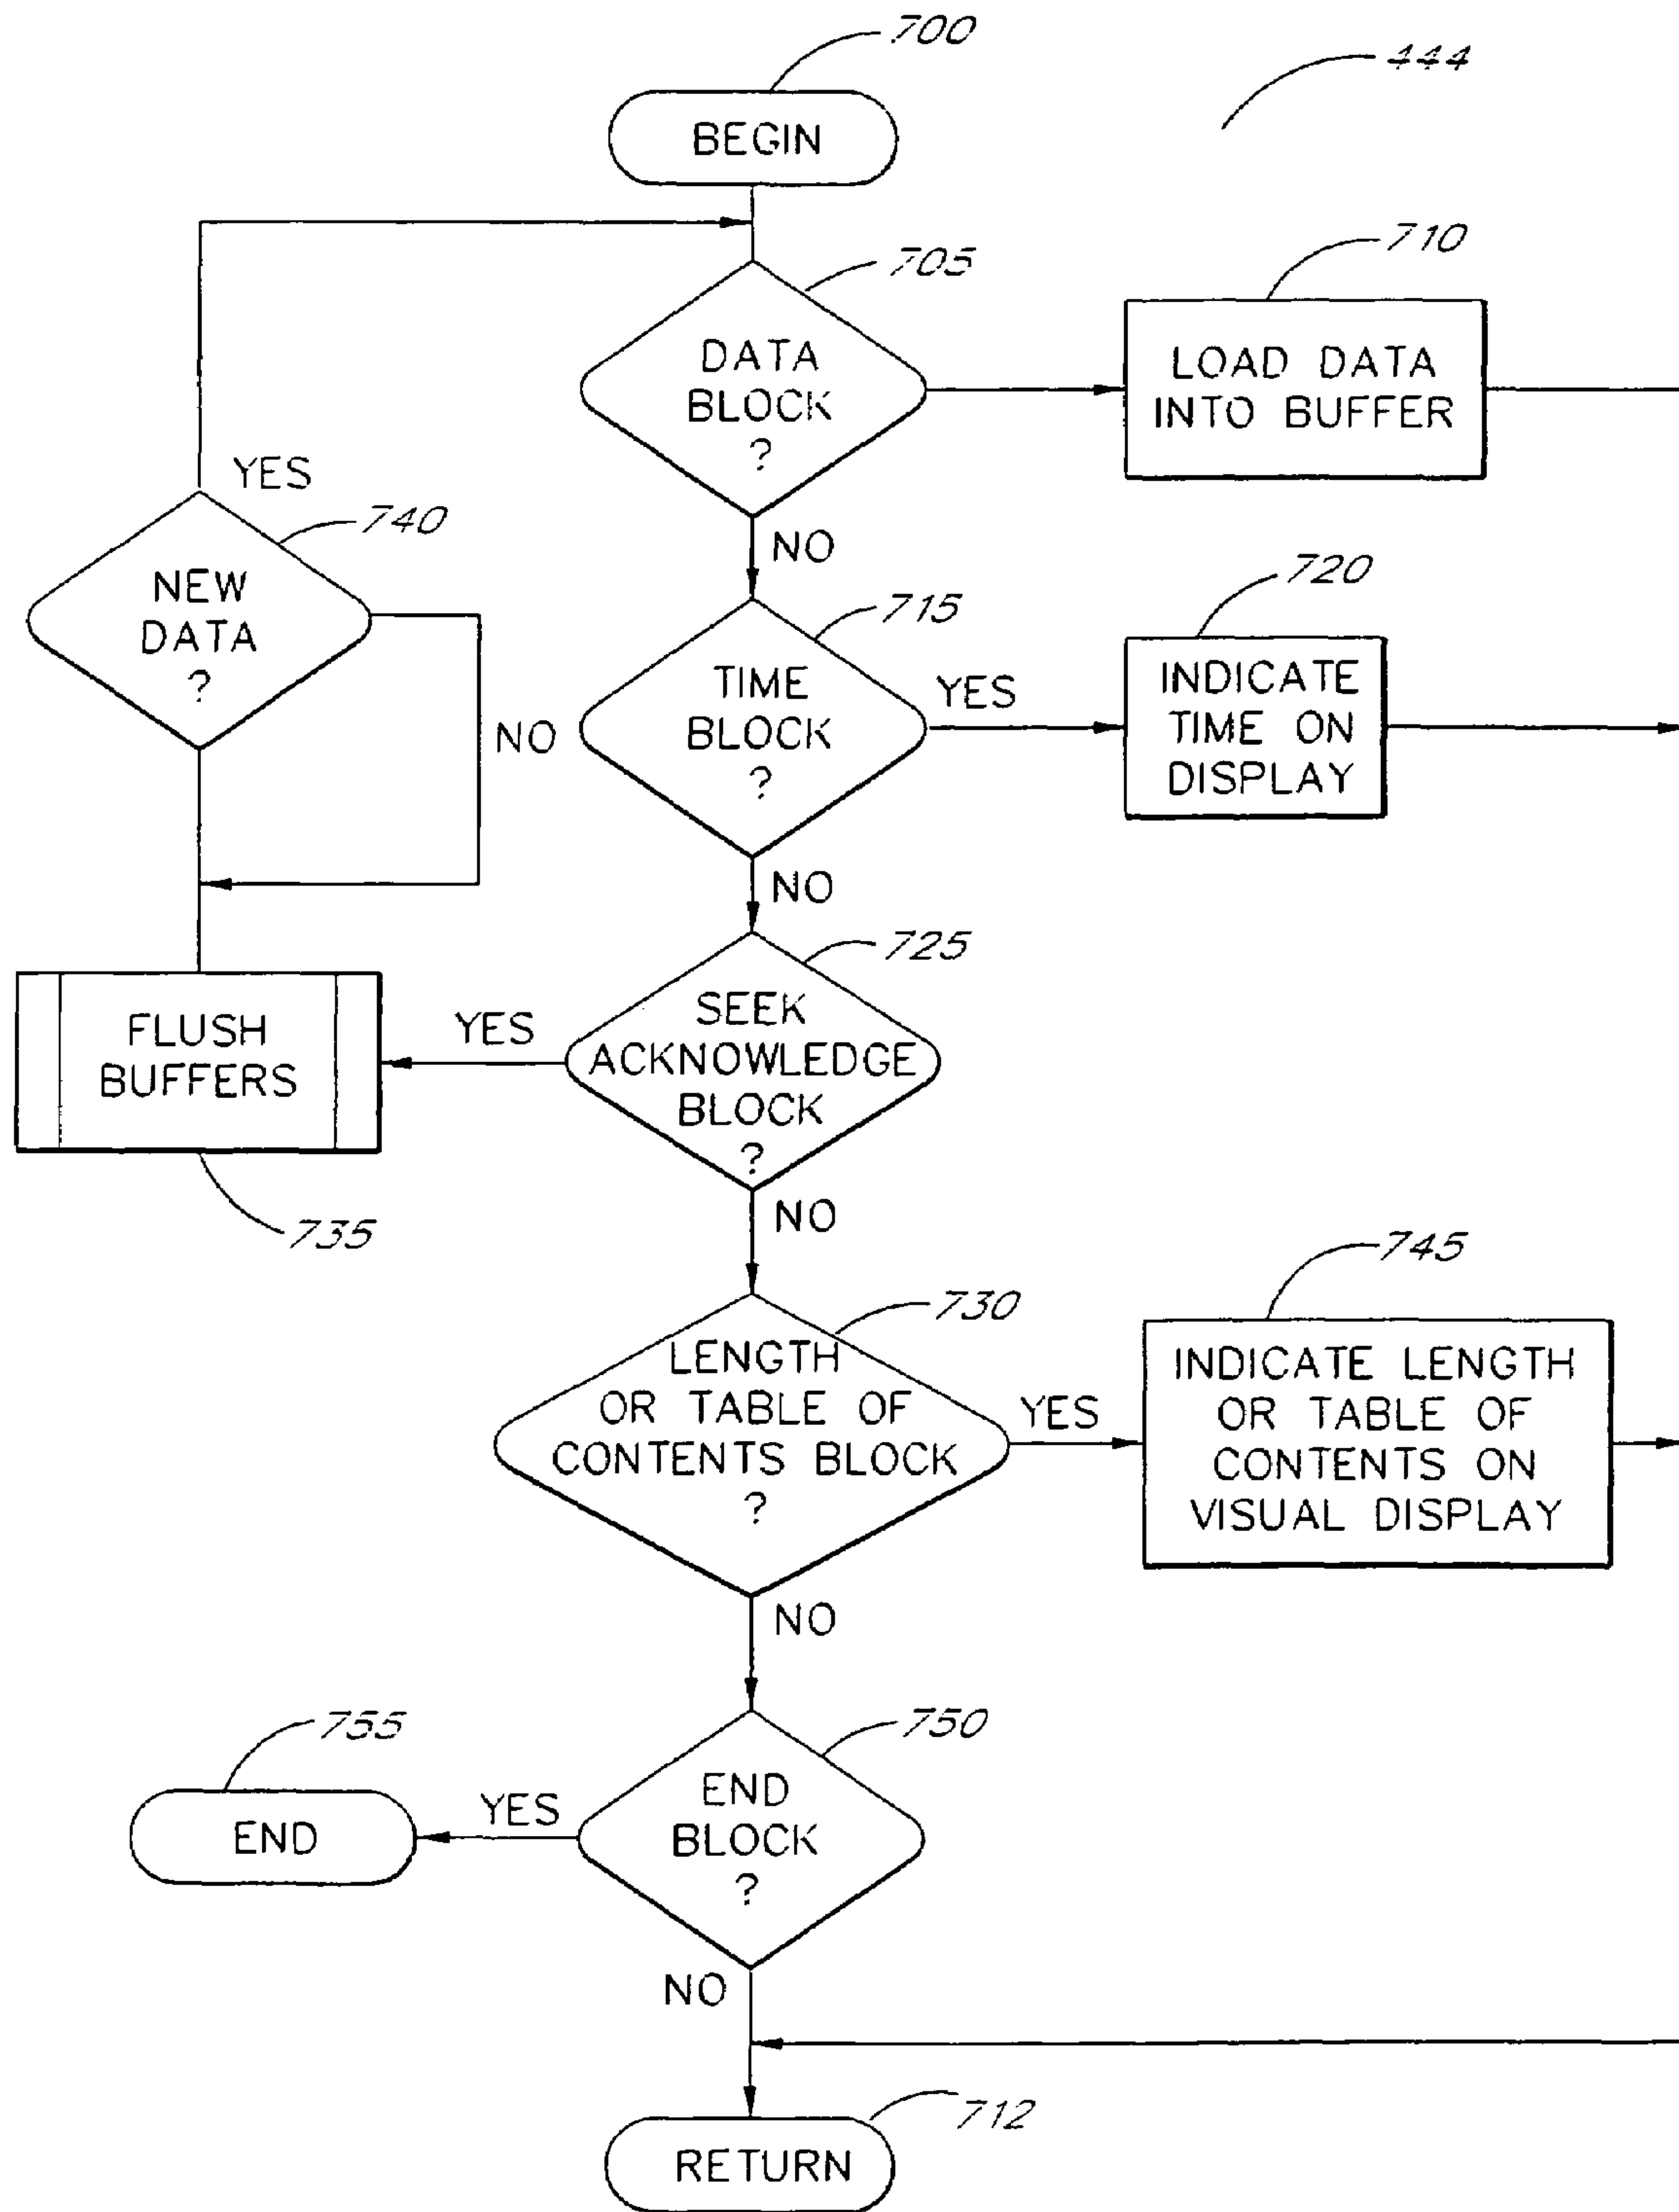 700
444
BEGIN
705
710
DATA
BLOCK
?
LOAD DATA
INTO BUFFER
YES
740
NO
NEW
DATA
?
715
720
TIME
BLOCK
?
YES
INDICATE
TIME ON
DISPLAY
NO
NO
725
FLUSH
BUFFERS
YES
SEEK
ACKNOWLEDGE
BLOCK
?
735
NO
730
745
LENGTH
OR TABLE OF
CONTENTS BLOCK
?
YES
INDICATE LENGTH
OR TABLE OF
CONTENTS ON
VISUAL DISPLAY
NO
755
750
END
YES
END
BLOCK
?
NO
712
RETURN